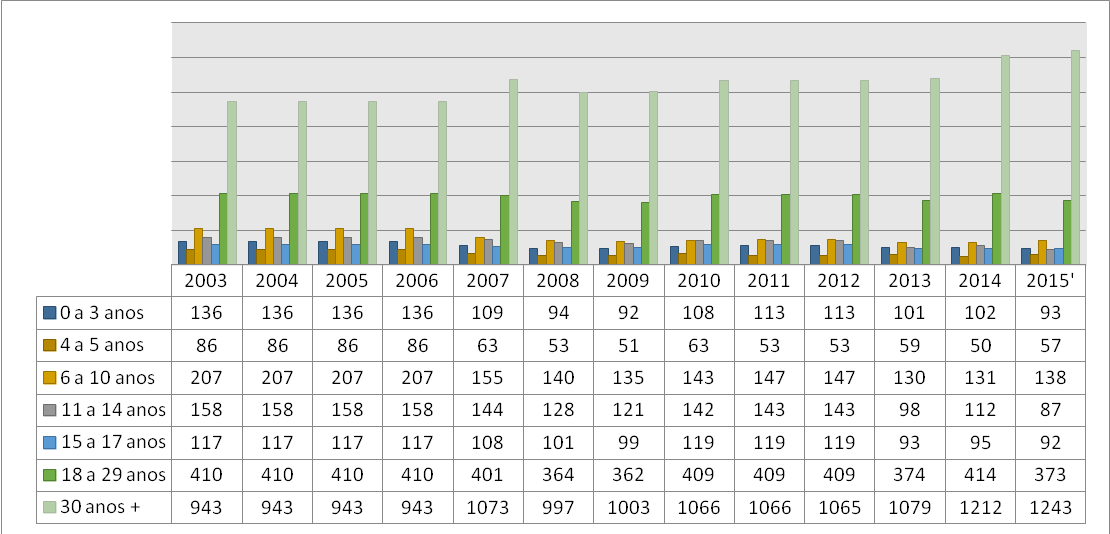 2003 2004 2005 2006 2007 2008 2009 2010 2011 2012 2013 2014 2015'
0 a 3 anos 136 136 136 136 109 94 92 108 113 113 101 102 93
4 a 5 anos 86 86 86 86 63 53 51 63 53 53 59 50 57
6 a 10 anos 207 207 207 207 155 140 135 143 147 147 130 131 138
11 a 14 anos 158 158 158 158 144 128 121 142 143 143 98 112 87
15 a 17 anos 117 117 117 117 108 101 99 119 119 119 93 95 92
18 a 29 anos 410 410 410 410 401 364 362 409 409 409 374 414 373
30 anos + 943 943 943 943 1073 997 1003 1066 1066 1065 1079 1212 1243